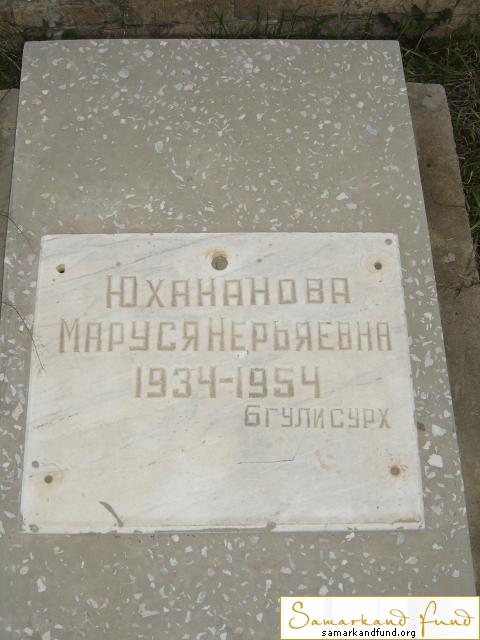 ЮХАНАНОВА
МАРУСЯ НЕРЬЯЕВНА
1934-1954
БГУЛИСУРХ
Samarkand Fund
samarkandfund.org